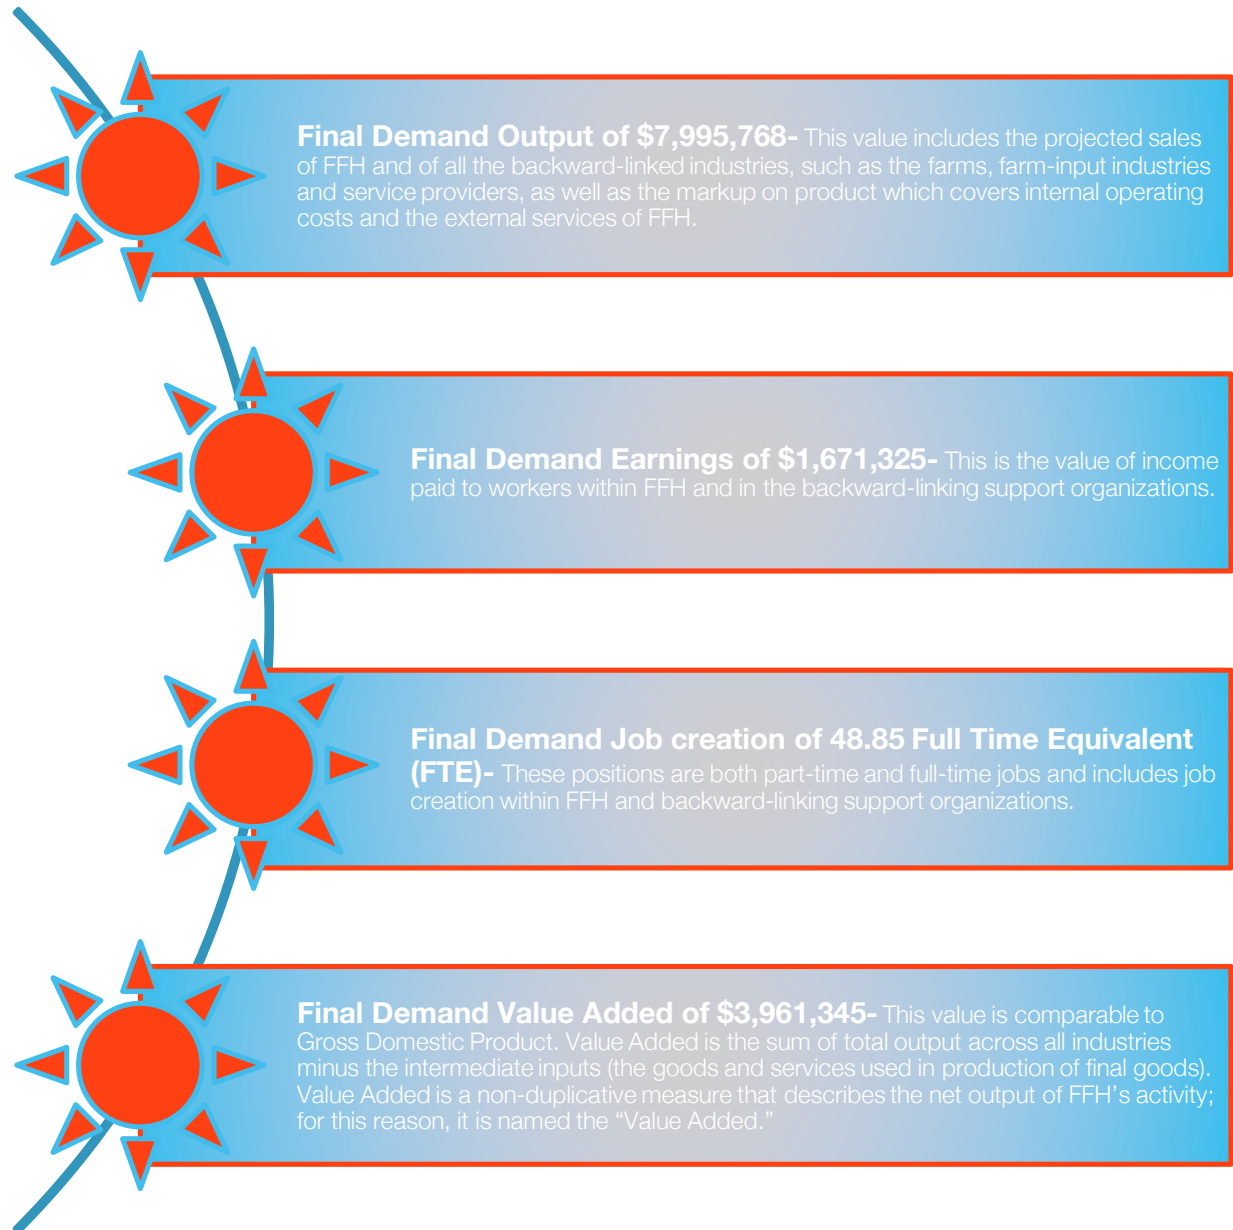 Final Demand Output of $7,995,768- This value includes the projected sales
of FFH and of all the backward-linked industries, such as the farms, farm-input industries
and service providers, as well as the markup on product which covers internal operating
costs and the external services of FFH.
Final Demand Earnings of $1,671,325- This is the value of income
paid to workers within FFH and in the backward-linking support organizations.
Final Demand Job creation of 48.85 Full Time Equivalent
(FTE)- These positions are both part-time and full-time jobs and includes job
creation within FFH and backward-linking support organizations.
Final Demand Value Added of $3,961,345- This value is comparable to
Gross Domestic Product. Value Added is the sum of total output across all industries
minus the intermediate inputs (the goods and services used in production of final goods).
Value Added is a non-duplicative measure that describes the net output of FFH’s activity;
for this reason, it is named the “Value Added.”